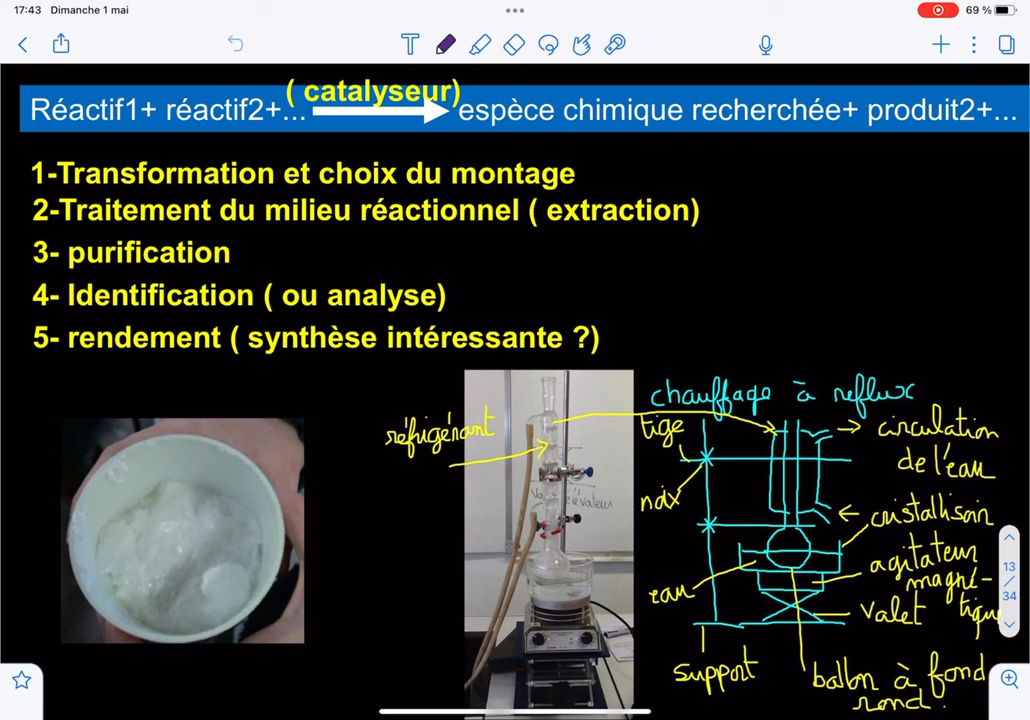 17:43 Dimanche 1 mai
69 %
( catalyseur)
Réactif1+ réactif2+... espèce chimique recherchée+ produit2+...
1-Transformation et choix du montage
2-Traitement du milieu réactionnel ( extraction)
3- purification
4- Identification ( ou analyse)
5- rendement ( synthèse intéressante ?)
chauffage à reflux
réfrigérant
tige
circulation
de l'eau
noix
cristallisoir
agitateur
magné-
tique
eau
valet
support
ballon à fond
rond.
13
/
34